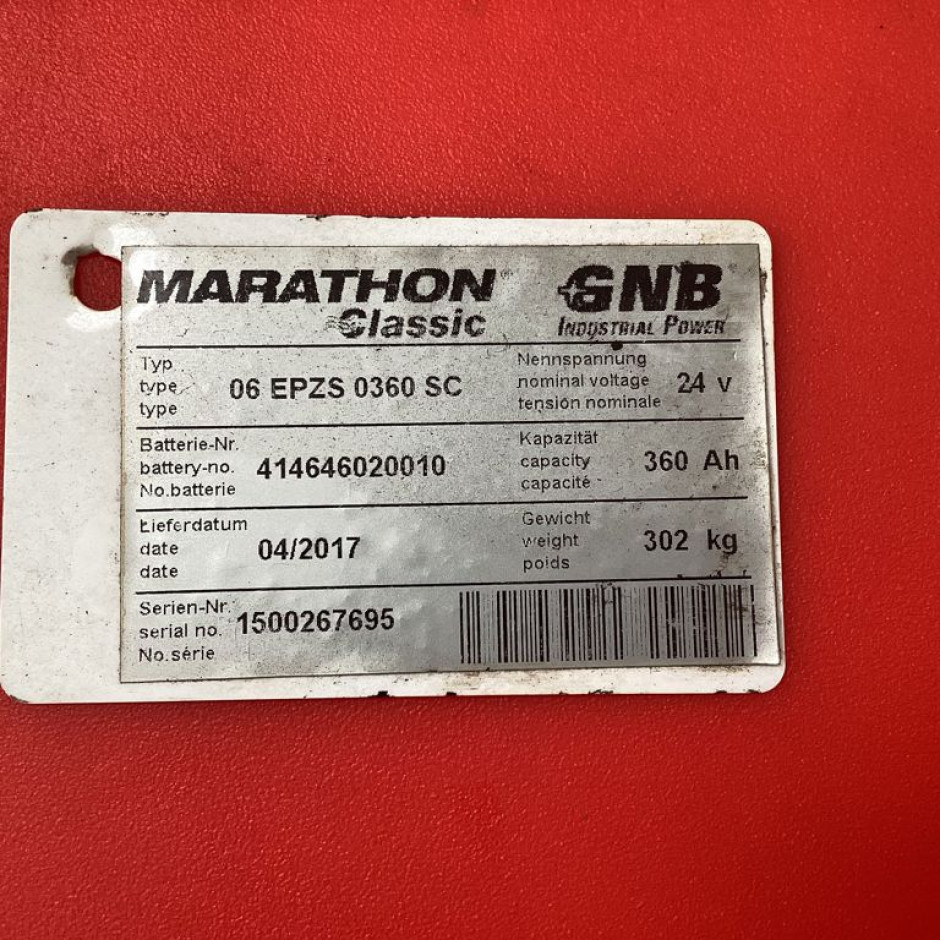 MARATHON®
Classic
GNB
INDUSTRIAL POWER
Typ
type
type
06 EPZS 0360 SC
Nennspannung
nominal voltage
tension nominale
24 v
Batterie-Nr.
battery-no.
No.batterie
414646020010
Kapazität
capacity
capacité
360 Ah
Lieferdatum
date
date
04/2017
Gewicht
weight
poids
302 kg
Serien-Nr.
serial no.
No.série
1500267695